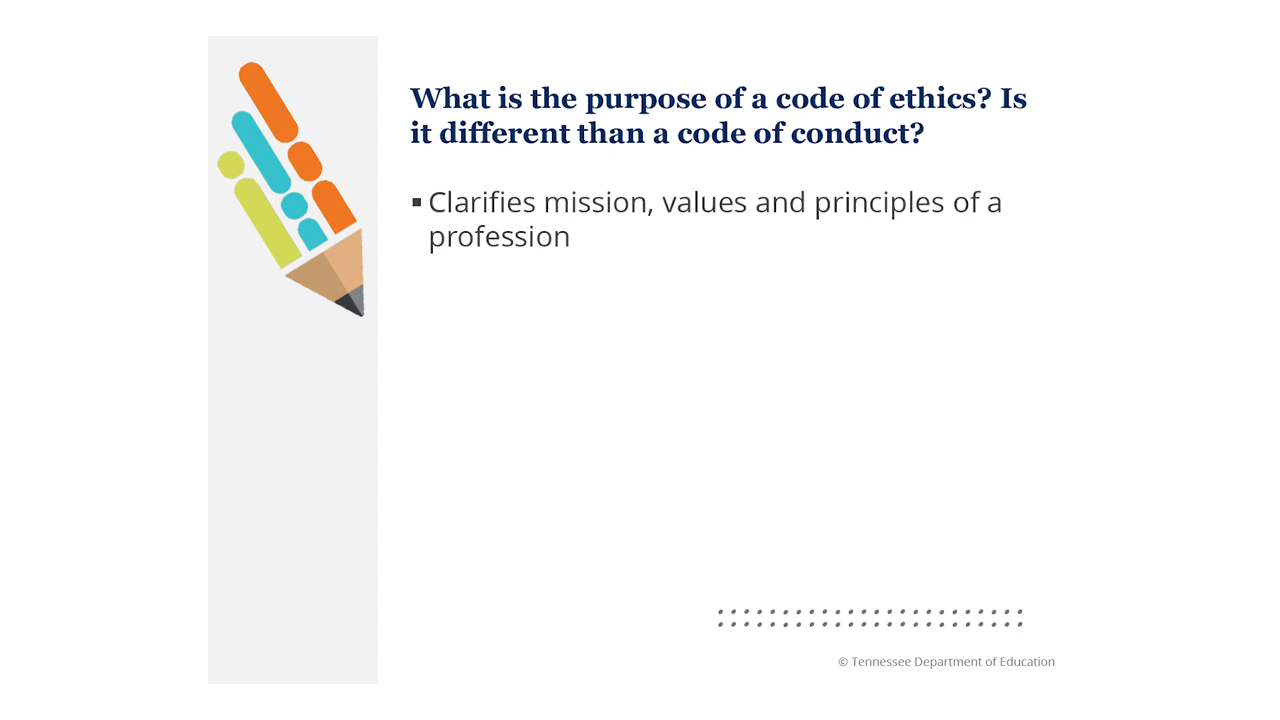 What is the purpose of a code of ethics? Is
it different than a code of conduct?
▪ Clarifies mission, values and principles of a
profession
© Tennessee Department of Education